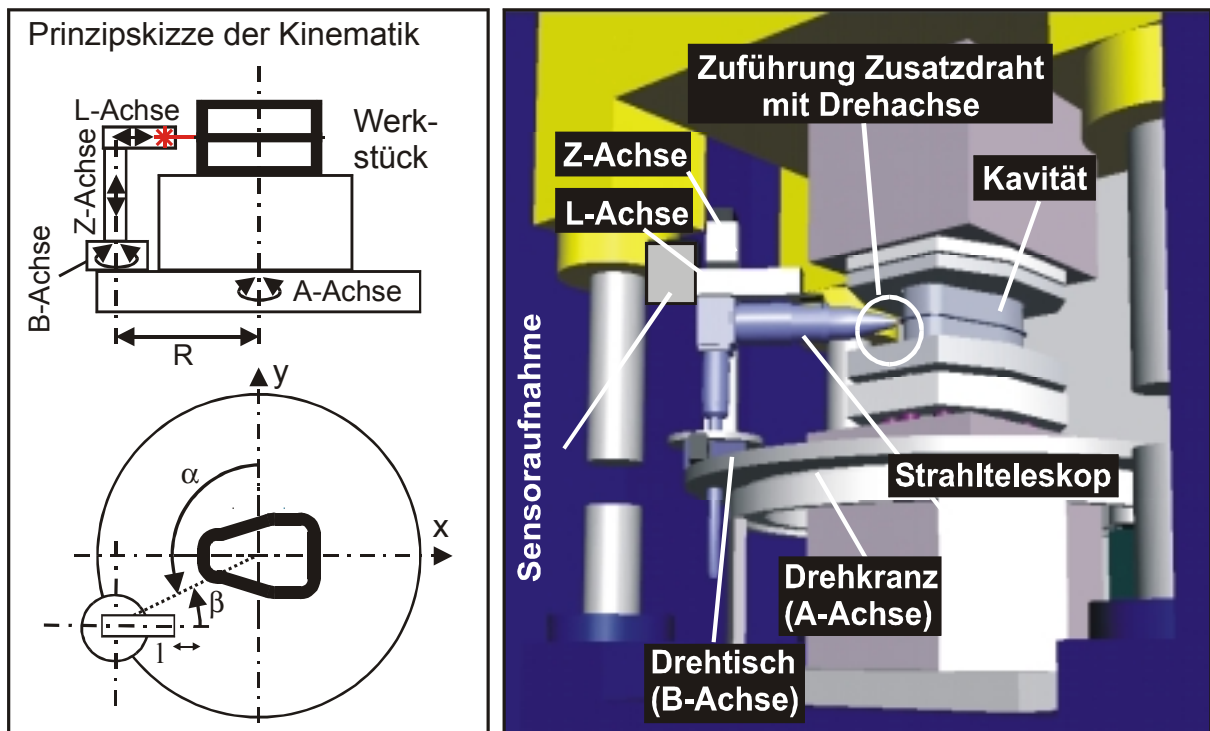 Prinzipskizze der Kinematik
L-Achse
Werk-
stück
Z-Achse
B-Achse
A-Achse
R
y
α
x
β
l
Zuführung Zusatzdraht
mit Drehachse
Z-Achse
Kavität
L-Achse
Sensoraufnahme
Strahlteleskop
Drehkranz
(A-Achse)
Drehtisch
(B-Achse)